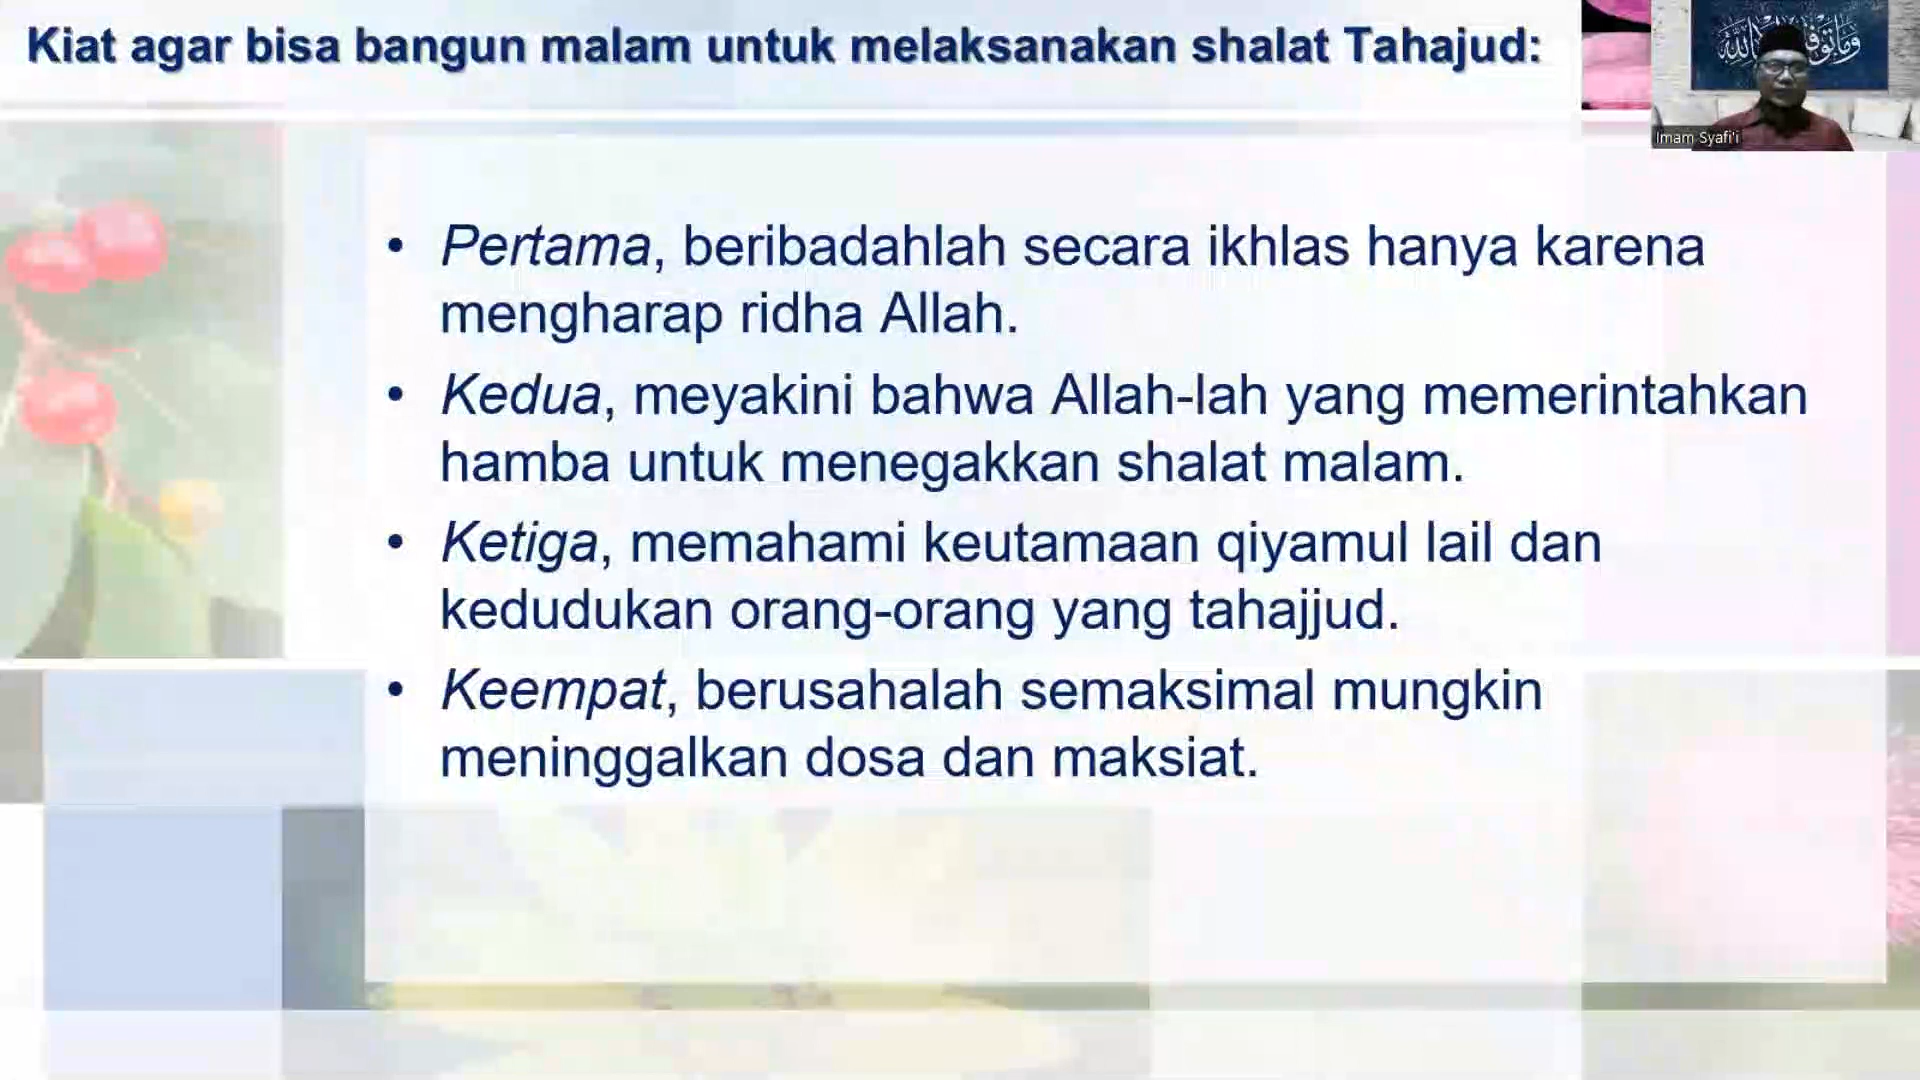 Kiat agar bisa bangun malam untuk melaksanakan shalat Tahajud:
Imam Syafi'i
• Pertama, beribadahlah secara ikhlas hanya karena
mengharap ridha Allah.
• Kedua, meyakini bahwa Allah-lah yang memerintahkan
hamba untuk menegakkan shalat malam.
• Ketiga, memahami keutamaan qiyamul lail dan
kedudukan orang-orang yang tahajjud.
• Keempat, berusahalah semaksimal mungkin
meninggalkan dosa dan maksiat.